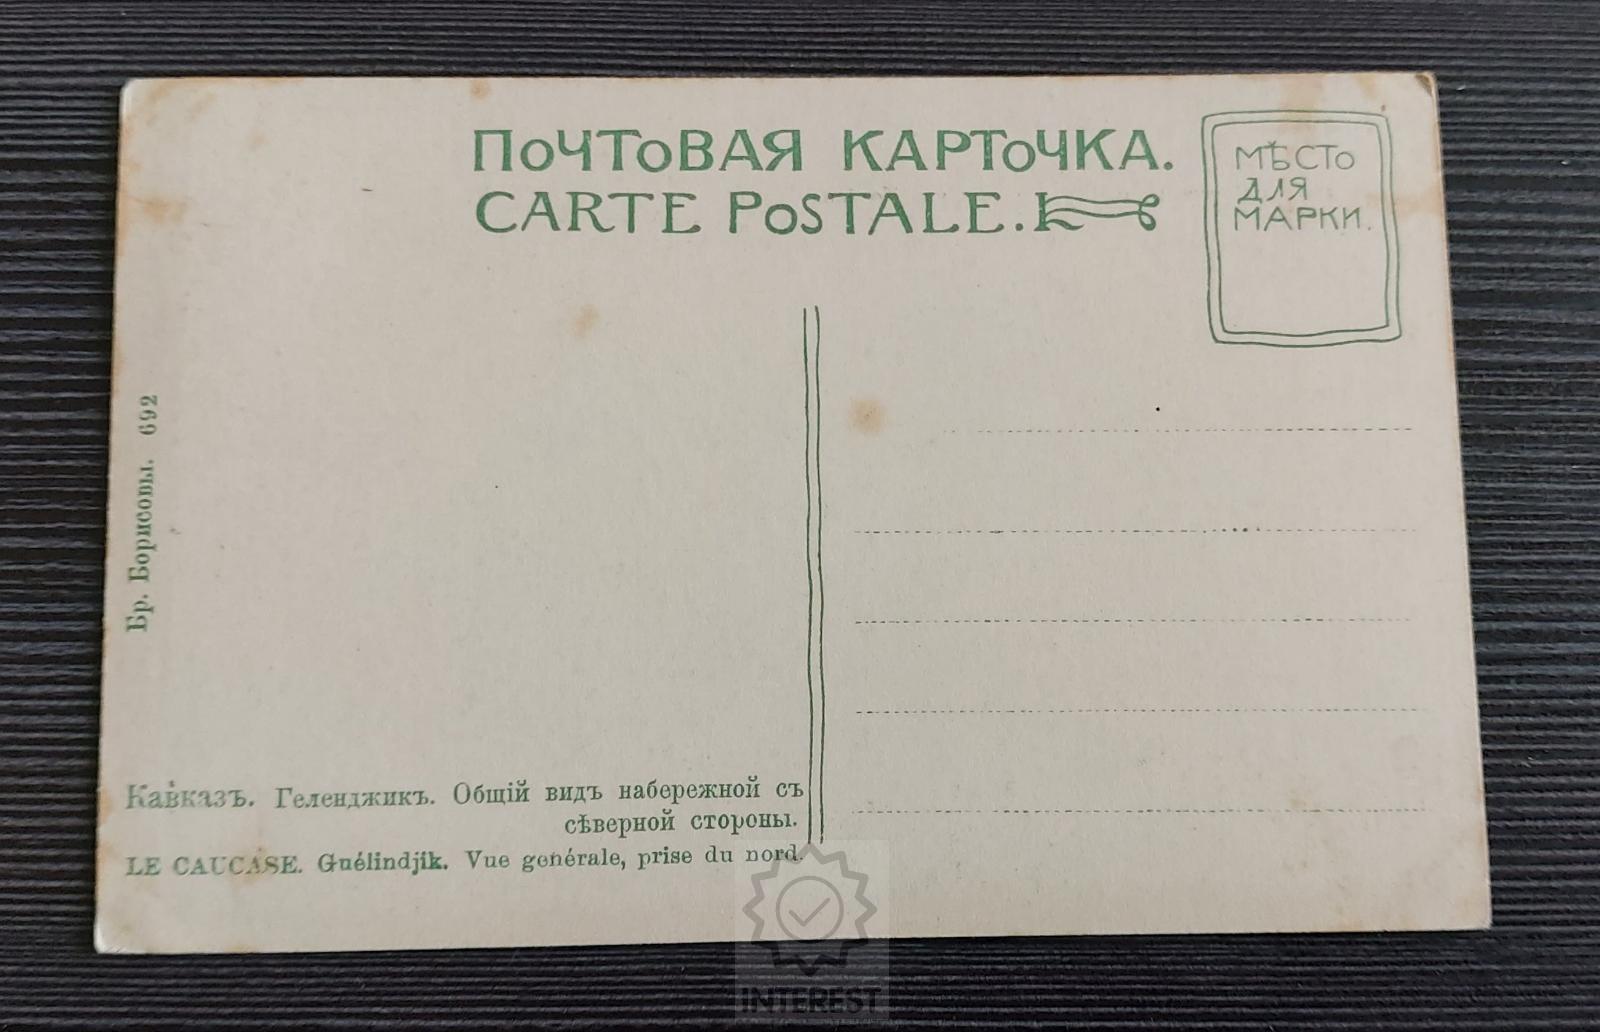 ПОЧТОВАЯ КАРТОЧКА.
CARTE POSTALE.
МѢСТО
ДЛЯ
МАРКИ.
Бр. Борисовы. 692
Кавказъ. Геленджикъ. Общій видъ набережной съ
сѣверной стороны.
LE CAUCASE. Guélindjik. Vue genérale, prise du nord.
INTEREST